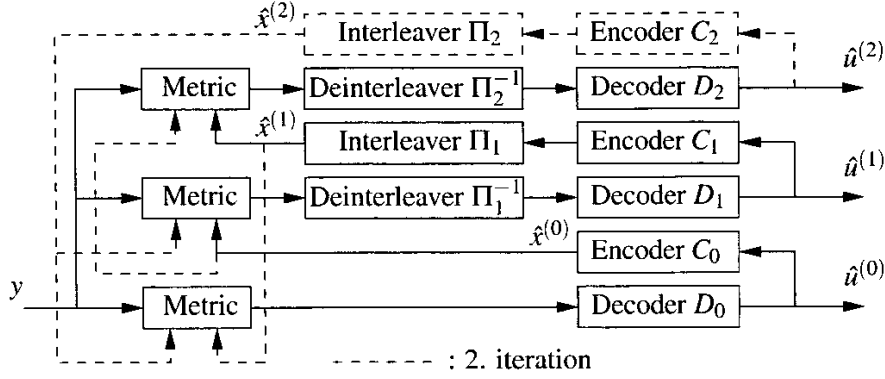 x̂⁽²⁾ Interleaver Π₂ Encoder C₂
û⁽²⁾
Metric Deinterleaver Π₂⁻¹ Decoder D₂
x̂⁽¹⁾ Interleaver Π₁ Encoder C₁
û⁽¹⁾
Metric Deinterleaver Π₁⁻¹ Decoder D₁
x̂⁽⁰⁾ Encoder C₀
y û⁽⁰⁾
Metric Decoder D₀
: 2. iteration